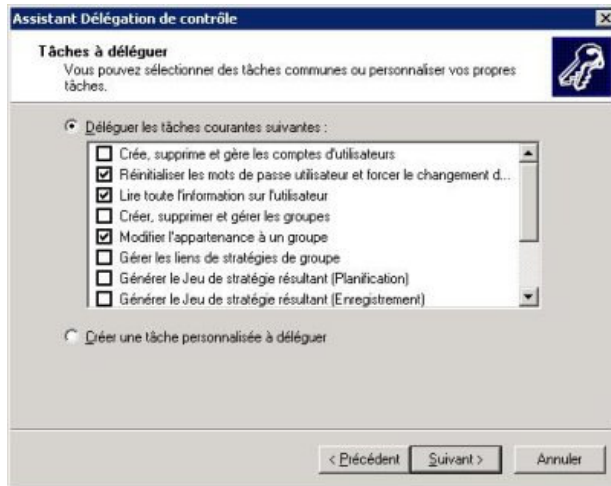 Assistant Délégation de contrôle
Tâches à déléguer
Vous pouvez sélectionner des tâches communes ou personnaliser vos propres
tâches.
Déléguer les tâches courantes suivantes :
Crée, supprime et gère les comptes d'utilisateurs
Réinitialiser les mots de passe utilisateur et forcer le changement d...
Lire toute l'information sur l'utilisateur
Créer, supprimer et gérer les groupes
Modifier l'appartenance à un groupe
Gérer les liens de stratégies de groupe
Générer le Jeu de stratégie résultant (Planification)
Générer le Jeu de stratégie résultant (Enregistrement)
Créer une tâche personnalisée à déléguer
< Précédent Suivant > Annuler